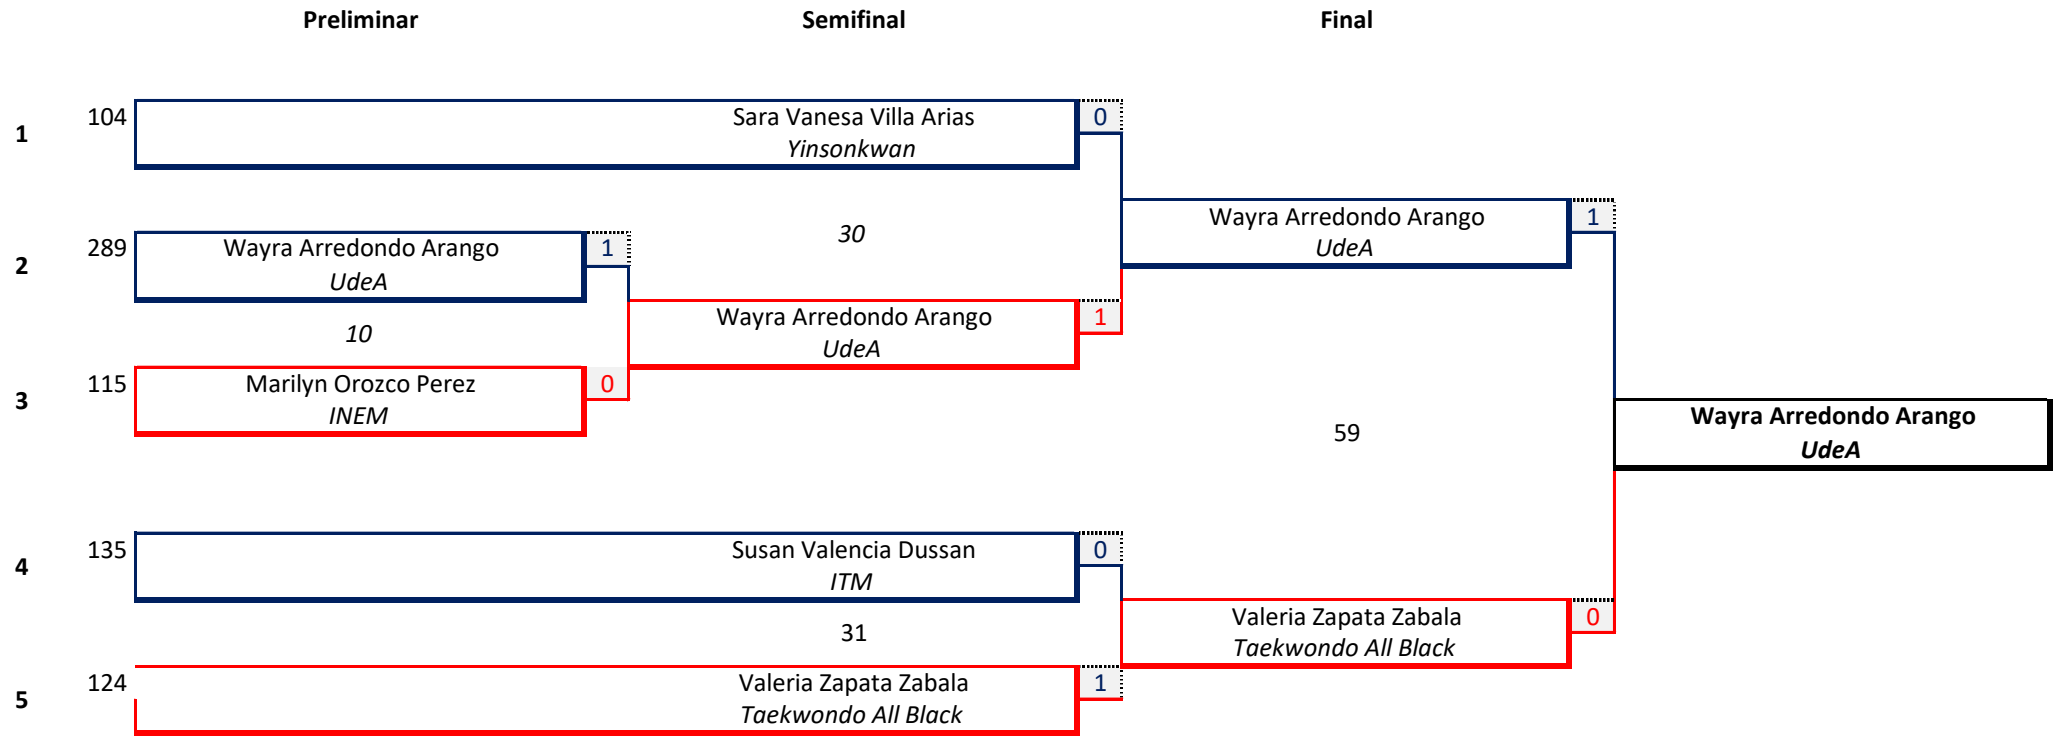 Preliminar Semifinal Final
1 104 Sara Vanesa Villa Arias 0
Yinsonkwan
Wayra Arredondo Arango 1
UdeA
30
2 289 Wayra Arredondo Arango 1
UdeA
10
Wayra Arredondo Arango 1
UdeA
3 115 Marilyn Orozco Perez 0
INEM
59
Wayra Arredondo Arango
UdeA
4 135 Susan Valencia Dussan 0
ITM
31
Valeria Zapata Zabala 0
Taekwondo All Black
5 124 Valeria Zapata Zabala 1
Taekwondo All Black